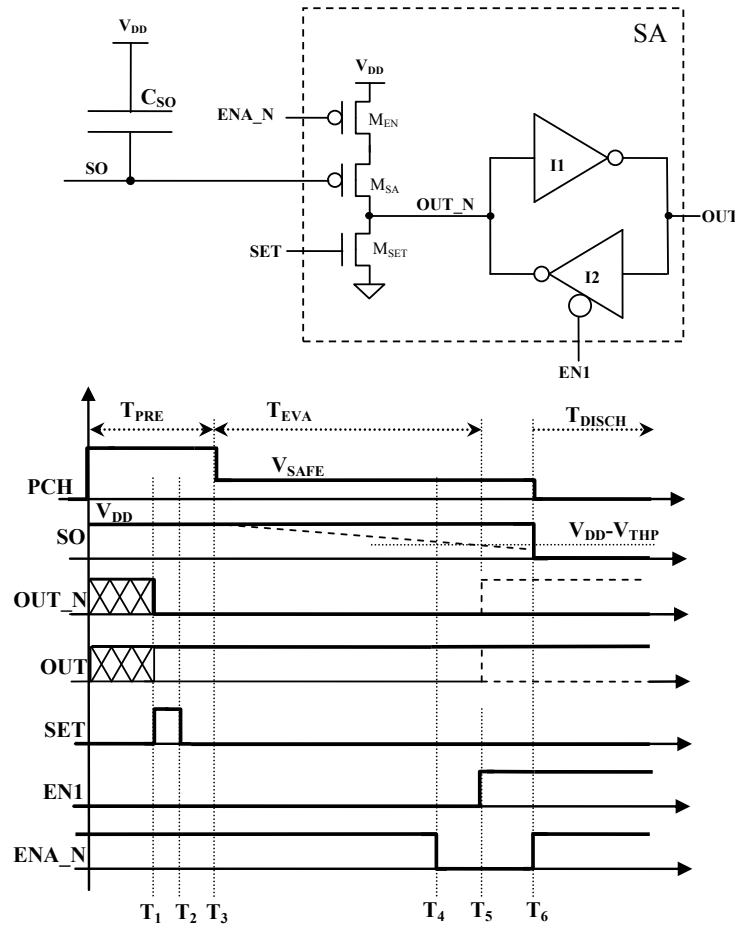 SA
V_DD
V_DD
C_SO
ENA_N
M_EN
SO
M_SA
I1
OUT_N
OUT
SET
M_SET
I2
EN1
T_PRE
T_EVA
T_DISCH
V_SAFE
PCH
V_DD
V_DD-V_THP
SO
OUT_N
OUT
SET
EN1
ENA_N
T_1 T_2 T_3 T_4 T_5 T_6